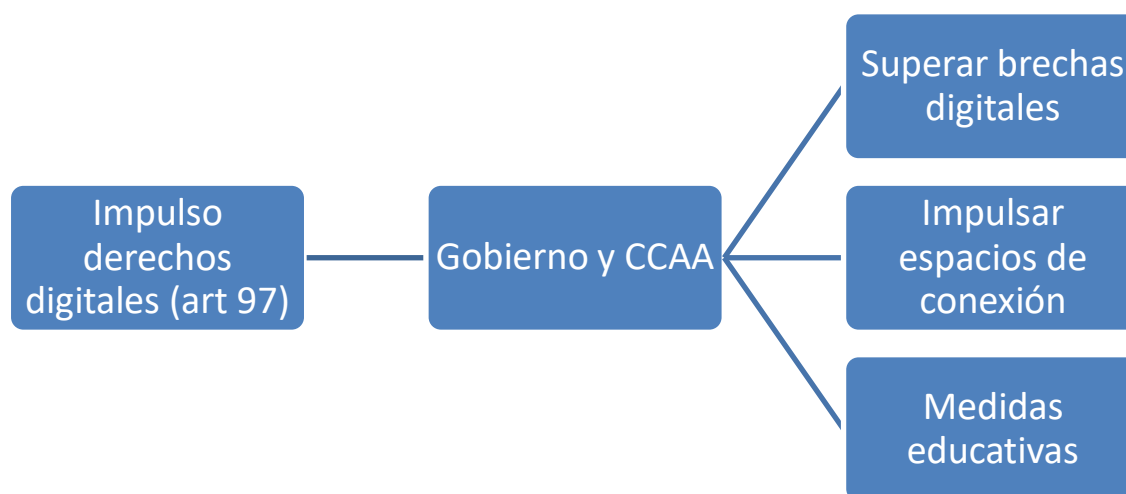 Impulso
derechos
digitales (art 97)
Gobierno y CCAA
Superar brechas
digitales
Impulsar
espacios de
conexión
Medidas
educativas